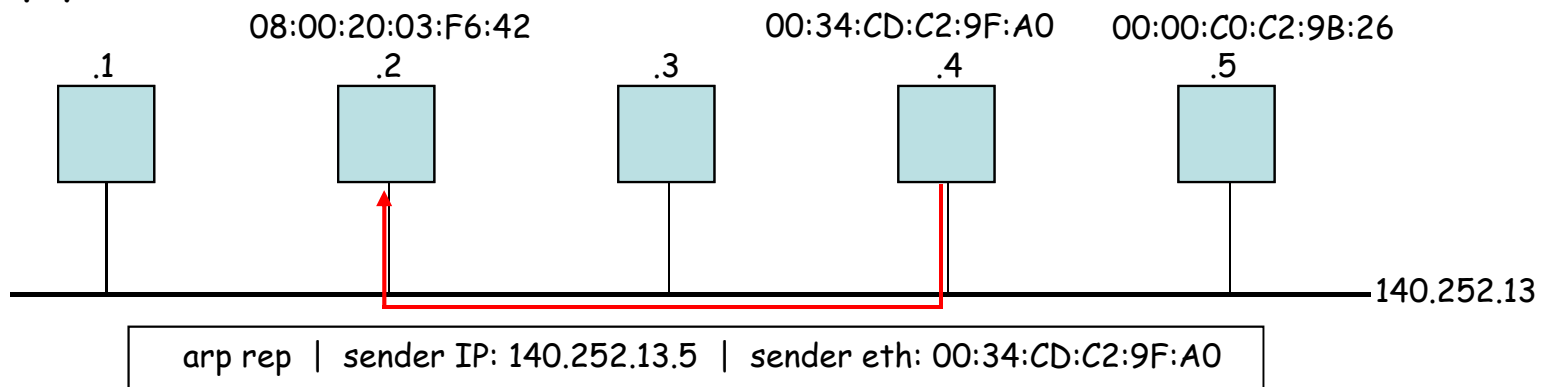 08:00:20:03:F6:42 00:34:CD:C2:9F:A0 00:00:C0:C2:9B:26
.1 .2 .3 .4 .5
140.252.13
arp rep | sender IP: 140.252.13.5 | sender eth: 00:34:CD:C2:9F:A0